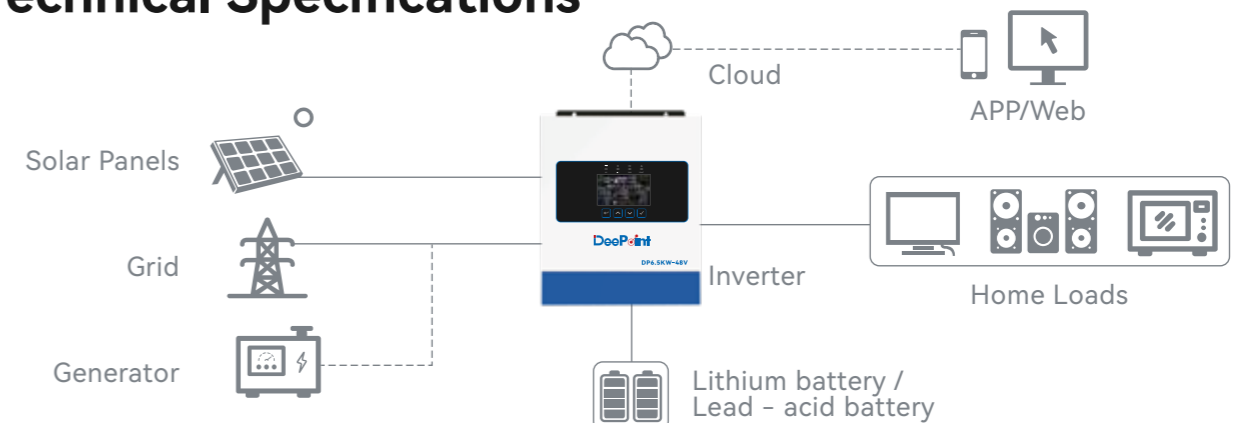 Technical Specifications
Cloud
APP/Web
Solar Panels
DeePoint
DP6.5KW-48V
Grid
Inverter
Home Loads
Generator
Lithium battery /
Lead - acid battery